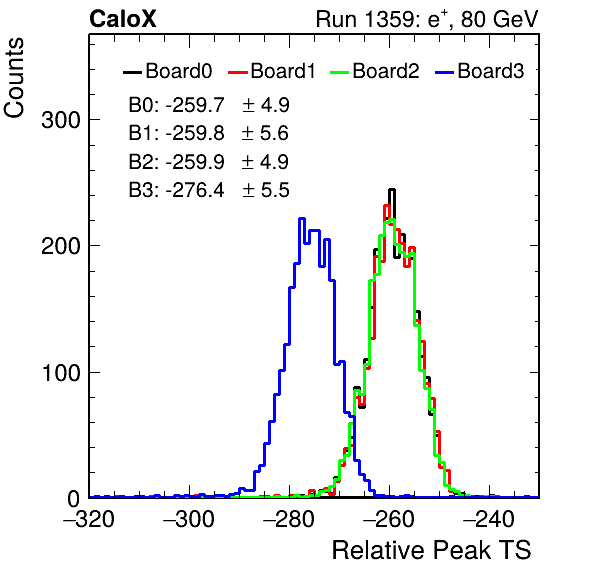 CaloX Run 1359: e⁺, 80 GeV
Counts
Board0 Board1 Board2 Board3
B0: -259.7 ± 4.9
B1: -259.8 ± 5.6
B2: -259.9 ± 4.9
B3: -276.4 ± 5.5
300
200
100
0
−320 −300 −280 −260 −240
Relative Peak TS